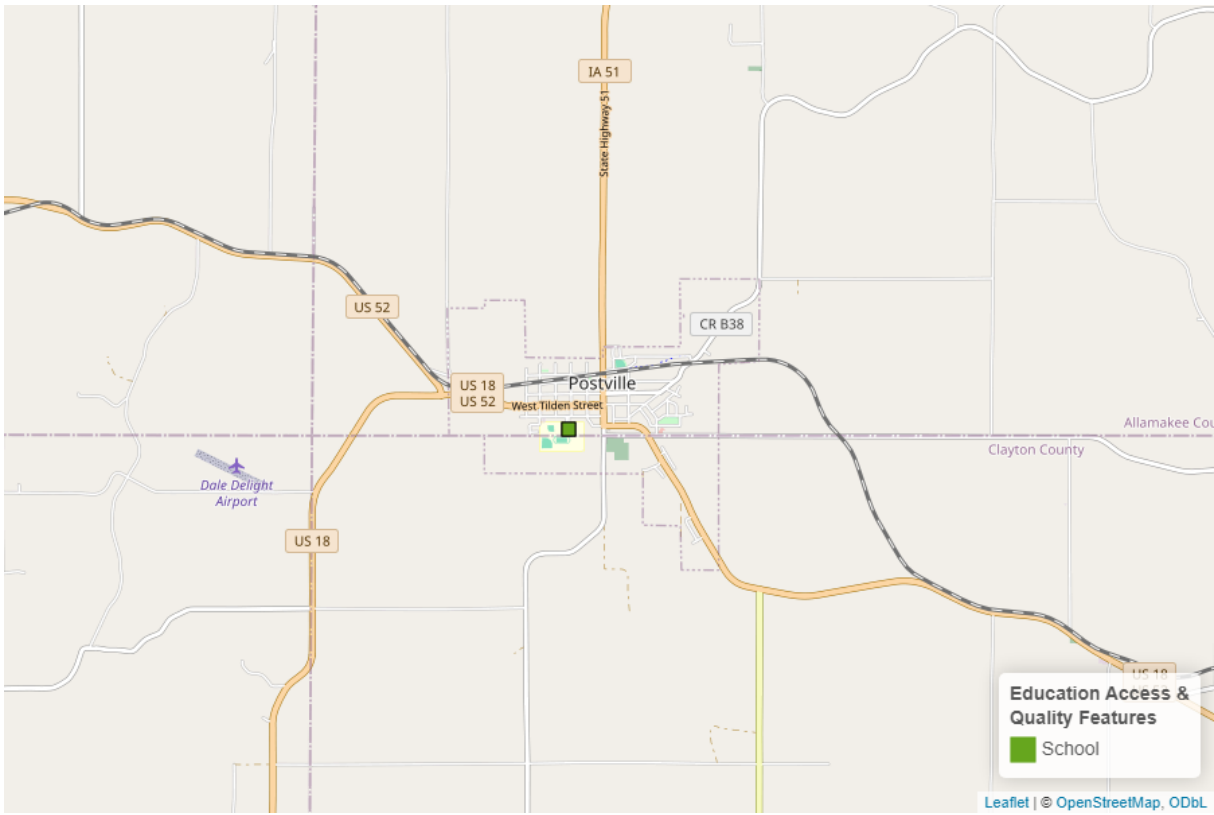 IA 51
State Highway 51
US 52
CR B38
US 18
US 52
Postville
West Tilden Street
Allamakee Cou
Clayton County
Dale Delight
Airport
US 18
US 18
Education Access &
Quality Features
School
Leaflet | © OpenStreetMap, ODbL